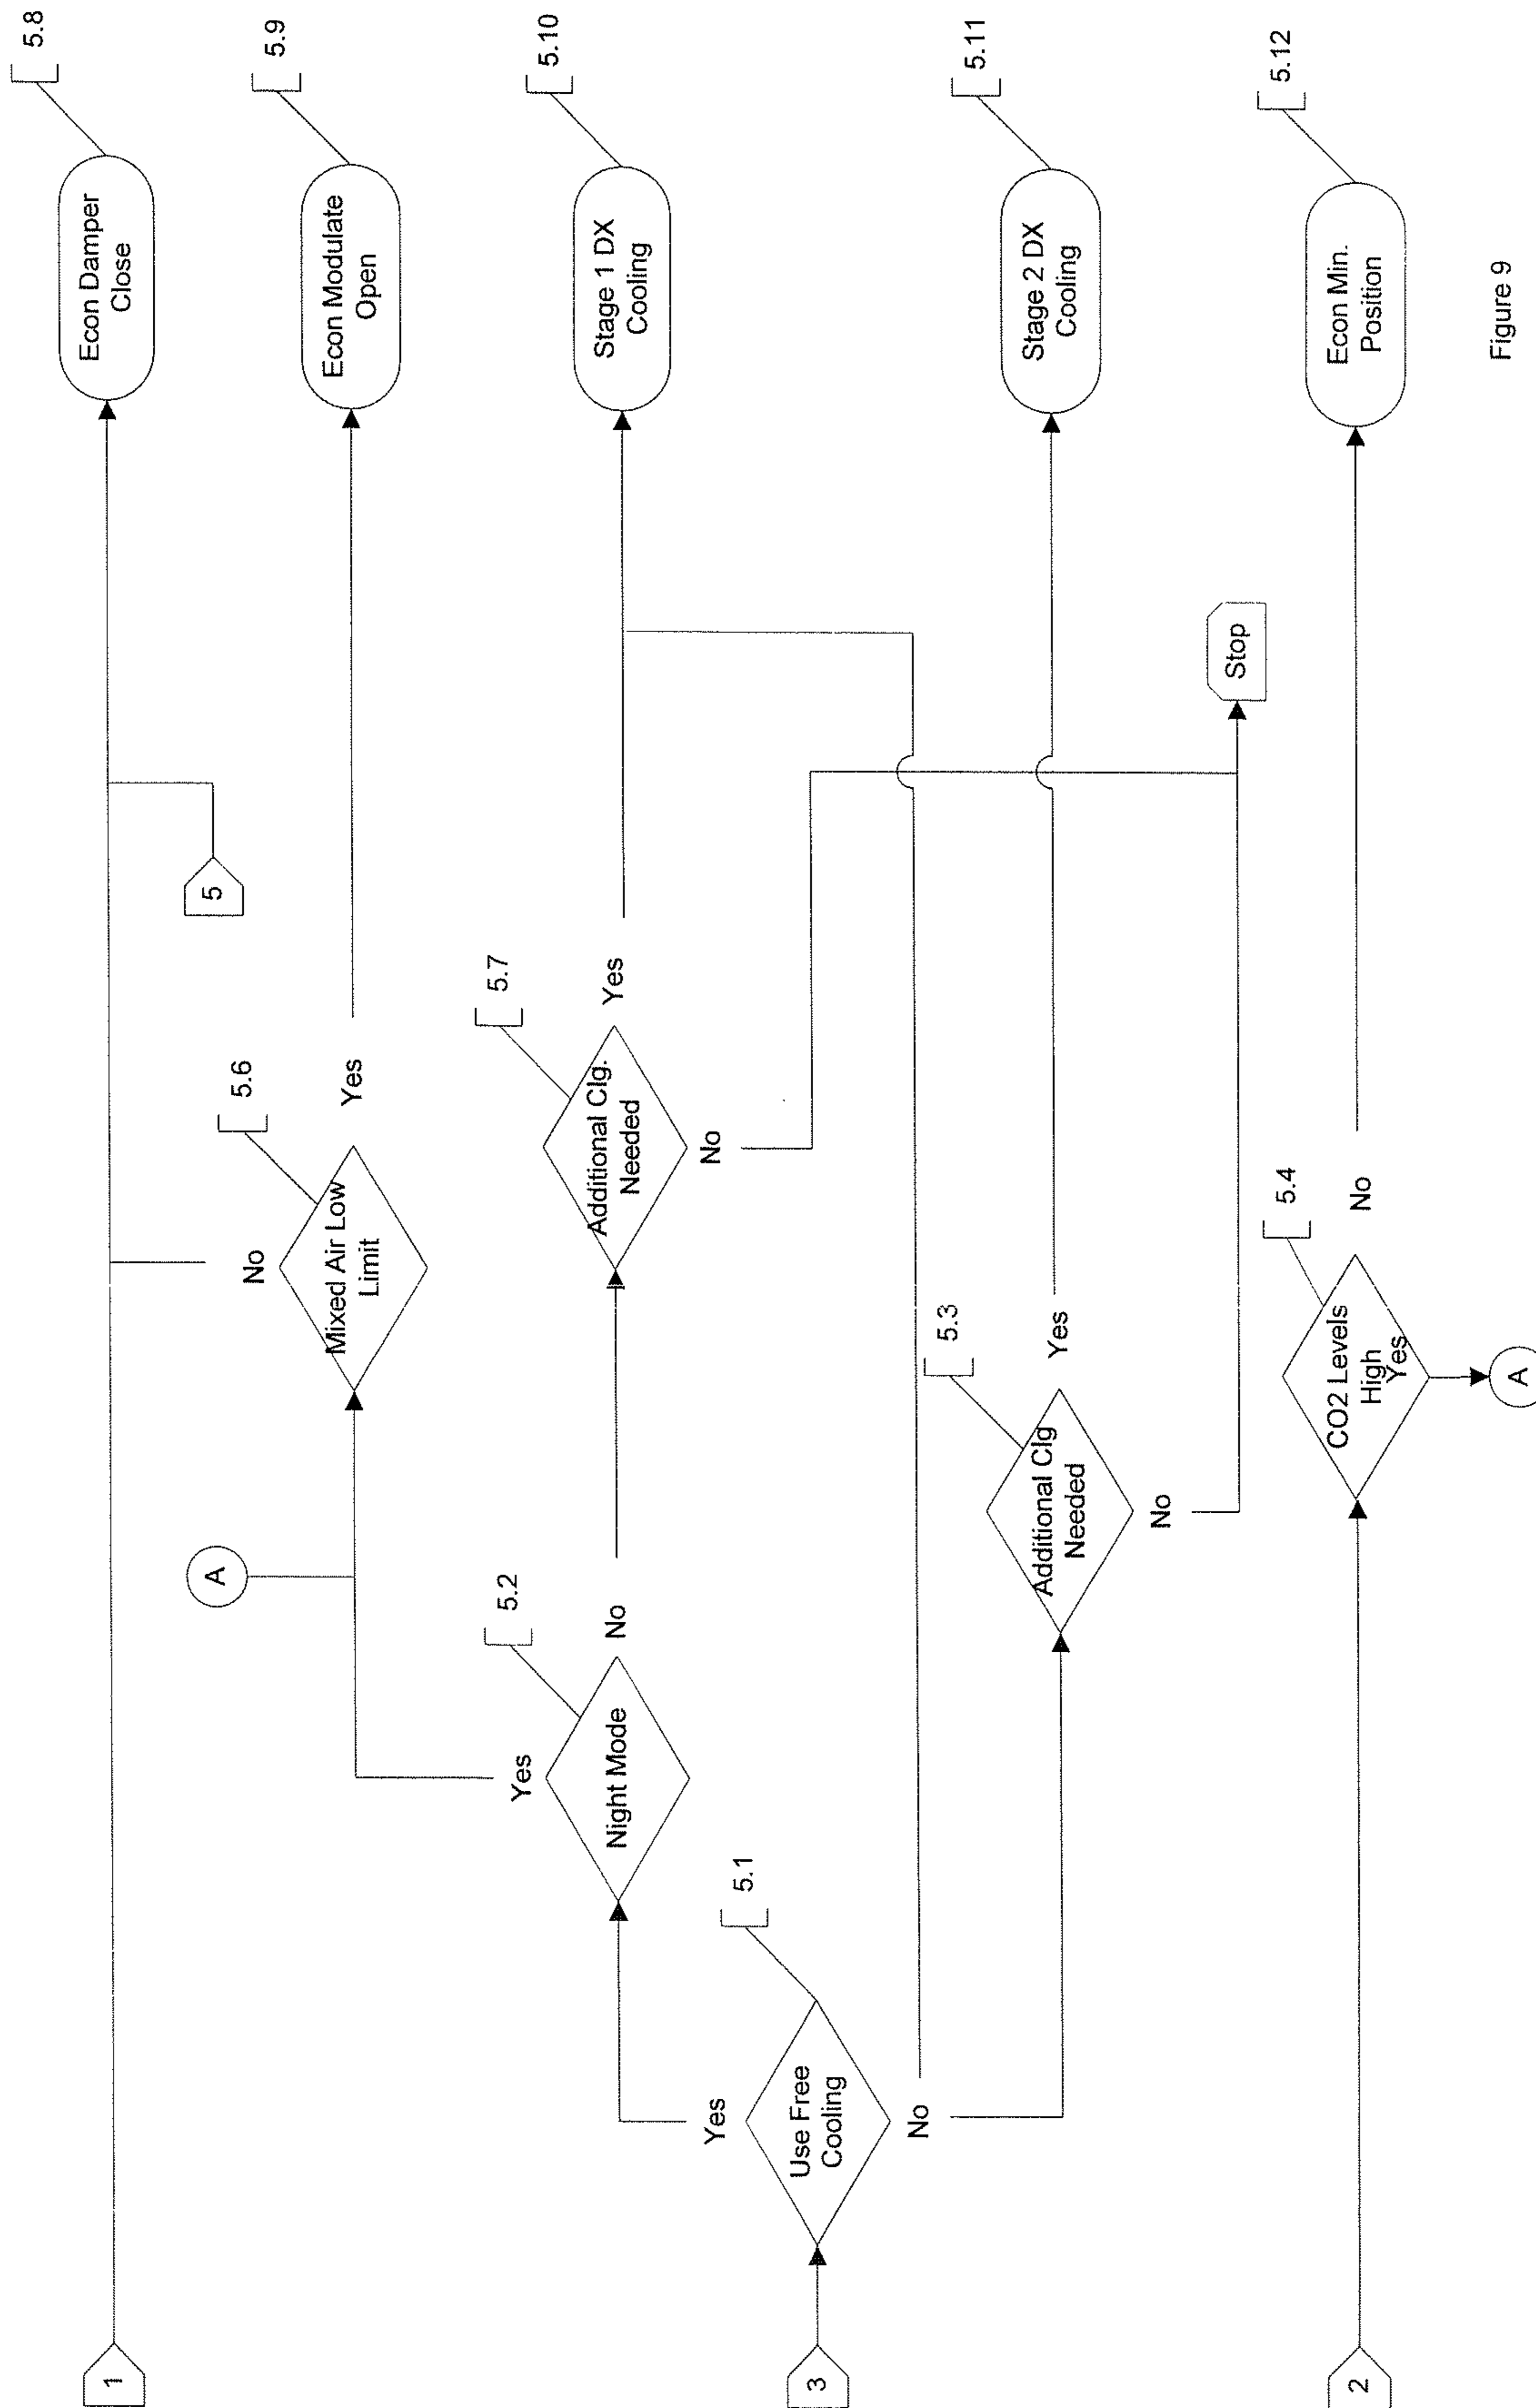 1
5
Econ Damper
Close
5.8
A
No
Mixed Air Low
Limit
5.6
Yes
Econ Modulate
Open
5.9
Yes
Night Mode
5.2
No
Additional Clg.
Needed
5.7
Yes
No
Stage 1 DX
Cooling
5.10
3
Yes
Use Free
Cooling
5.1
No
Additional Clg
Needed
5.3
Yes
No
Stage 2 DX
Cooling
5.11
Stop
2
CO2 Levels
High
Yes
5.4
No
A
Econ Min.
Position
5.12
Figure 9